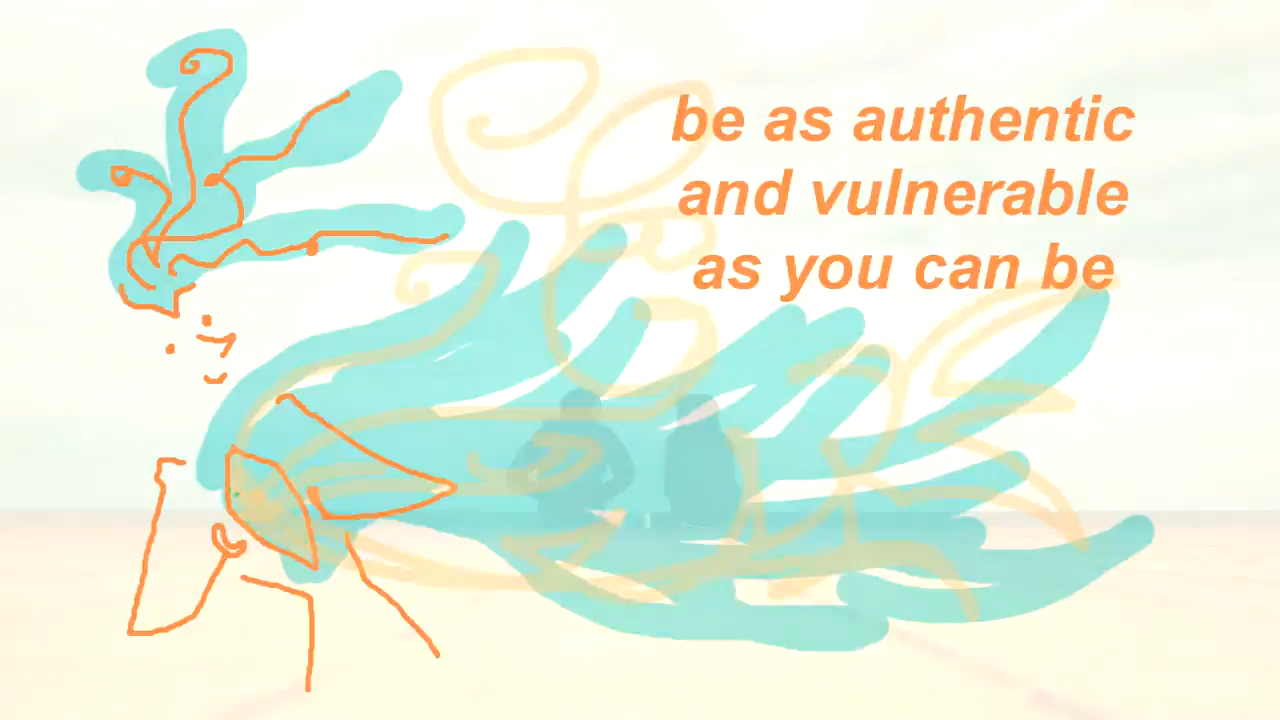 be as authentic
and vulnerable
as you can be